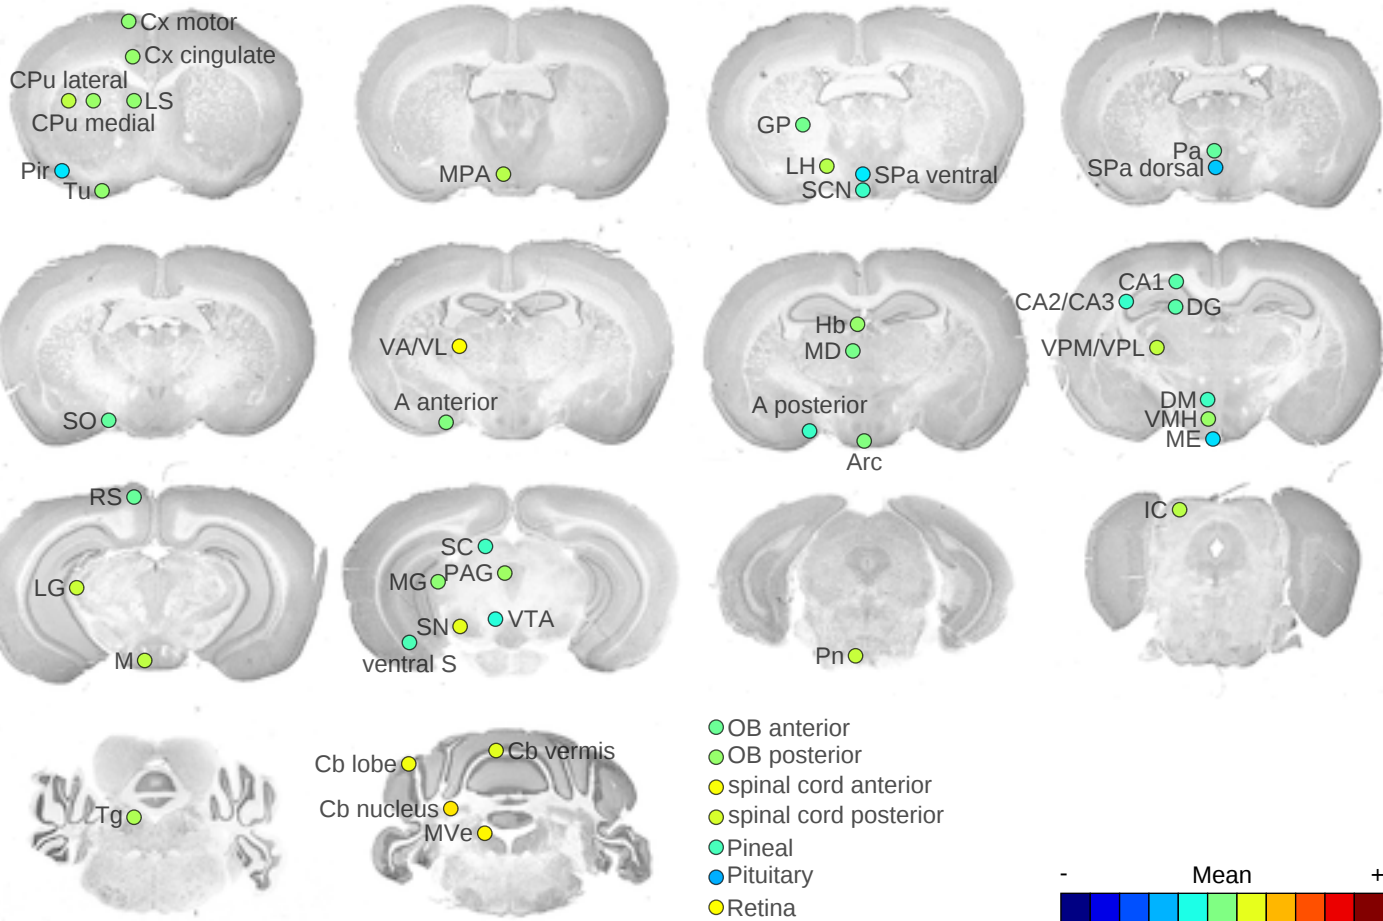 Cx motor
Cx cingulate
CPu lateral
LS
CPu medial
Pir
Tu
MPA
GP
LH
SPa ventral
SCN
Pa
SPa dorsal
SO
VA/VL
A anterior
Hb
MD
A posterior
Arc
CA1
CA2/CA3
DG
VPM/VPL
DM
VMH
ME
RS
LG
M
SC
MG
PAG
SN
VTA
ventral S
Pn
IC
Tg
Cb lobe
Cb vermis
Cb nucleus
MVe
OB anterior
OB posterior
spinal cord anterior
spinal cord posterior
Pineal
Pituitary
Retina
- Mean +